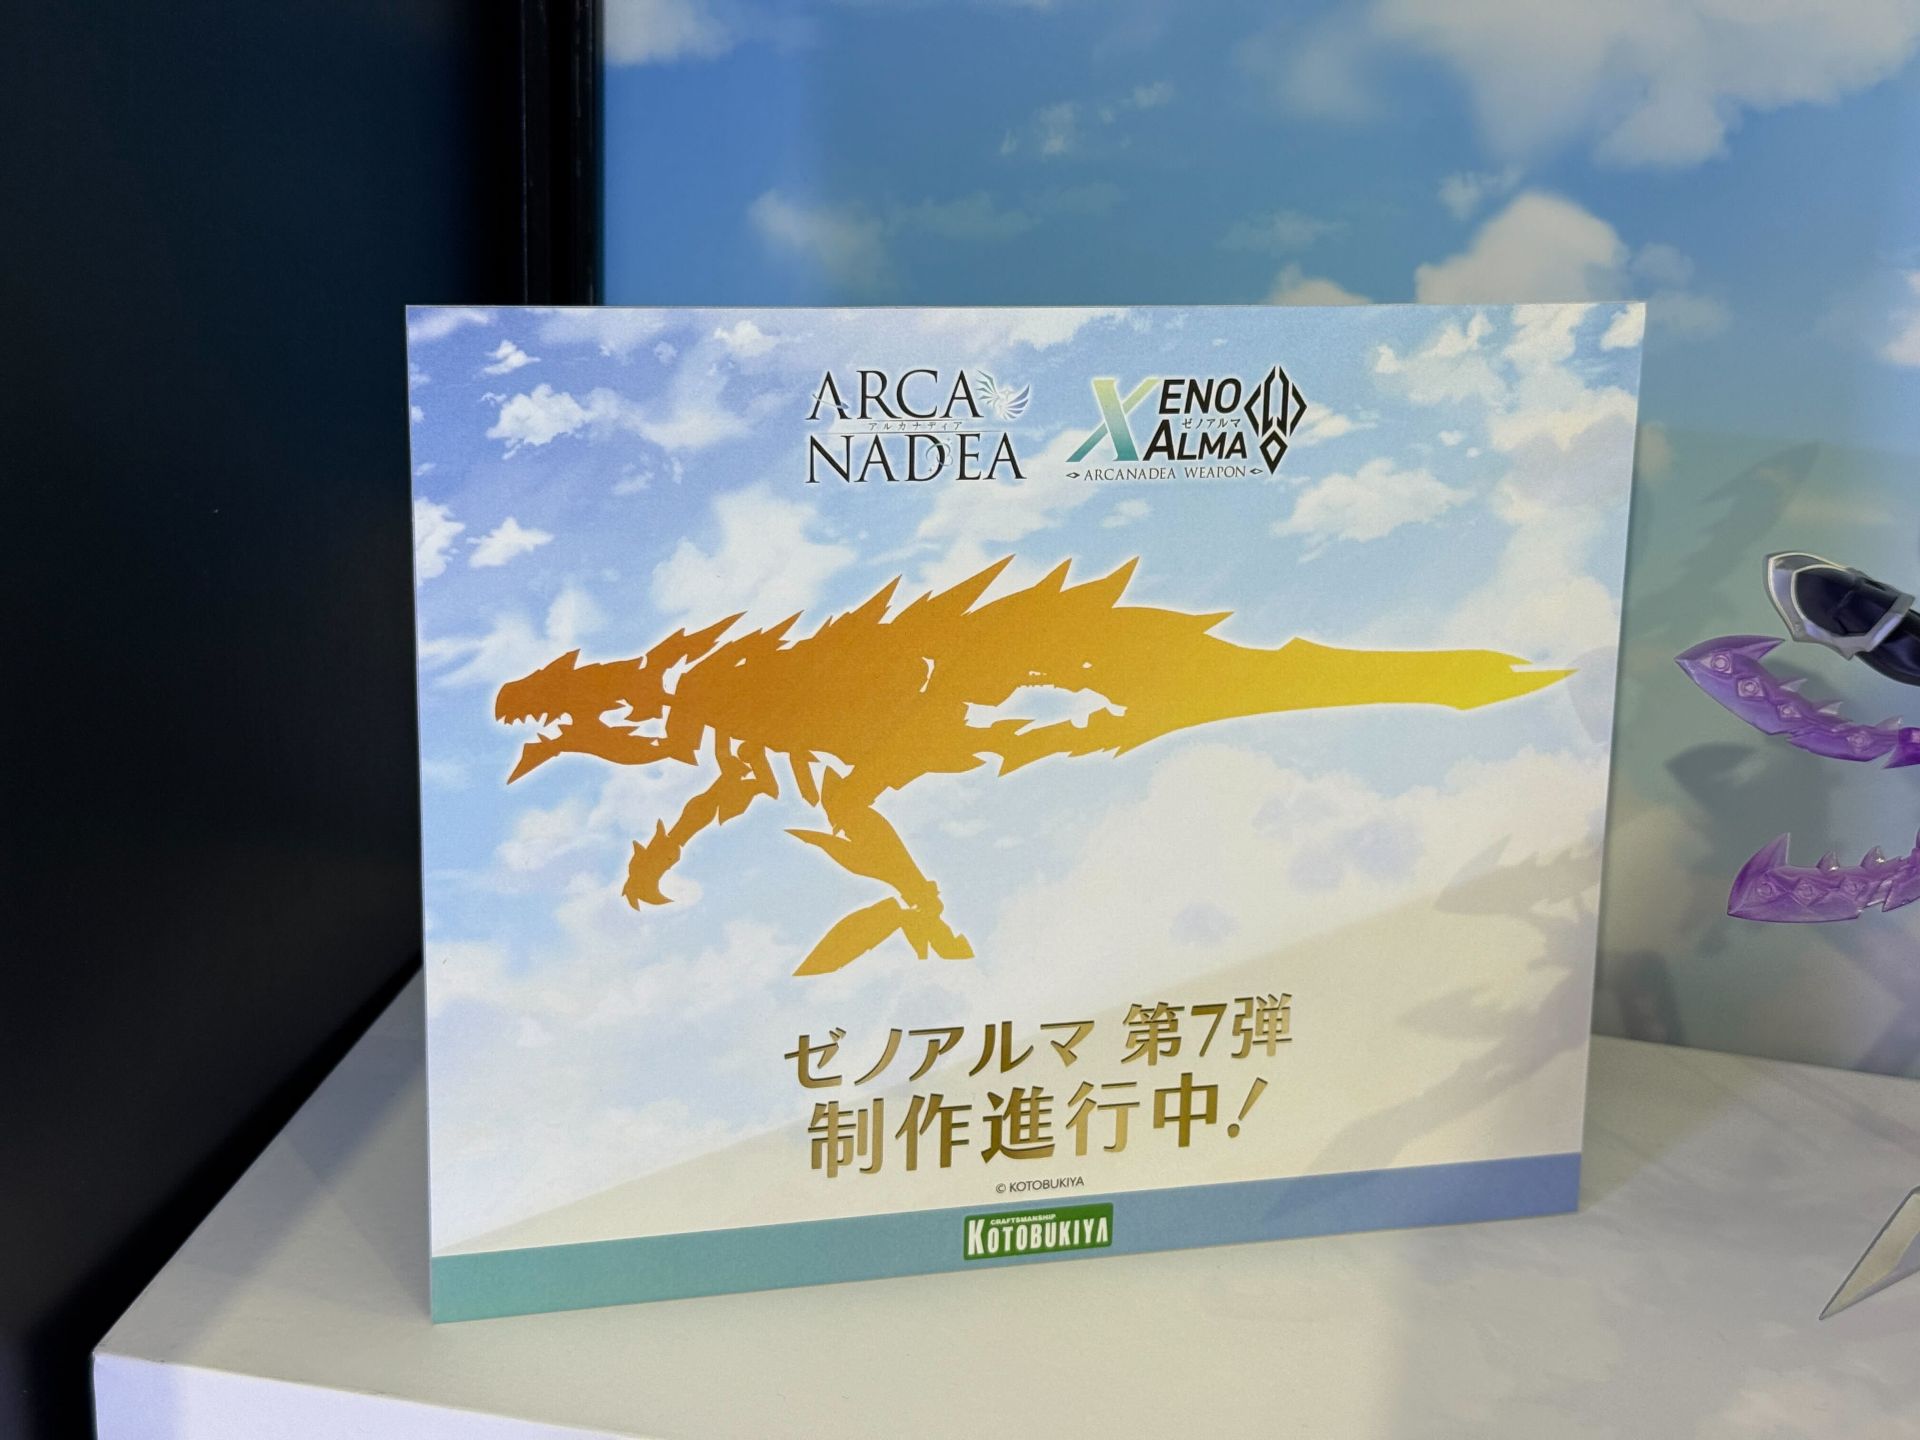 ARCA
アルカナディア
NADEA
XENO
ゼノアルマ
ALMA
ARCANADEA WEAPON
ゼノアルマ 第7弾
制作進行中!
© KOTOBUKIYA
CRAFTSMANSHIP
KOTOBUKIYA